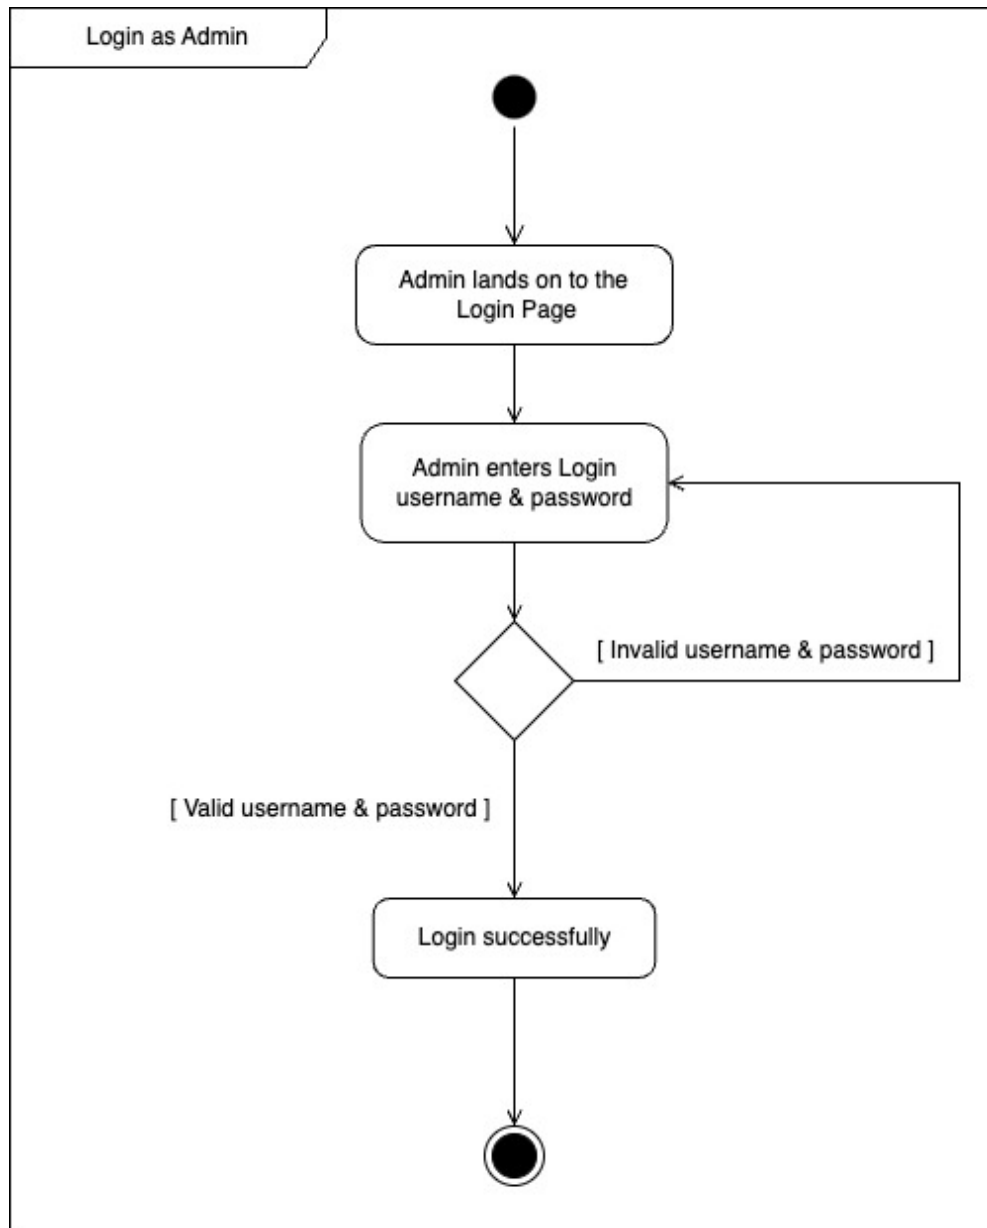 Login as Admin
Admin lands on to the
Login Page
Admin enters Login
username & password
[ Invalid username & password ]
[ Valid username & password ]
Login successfully